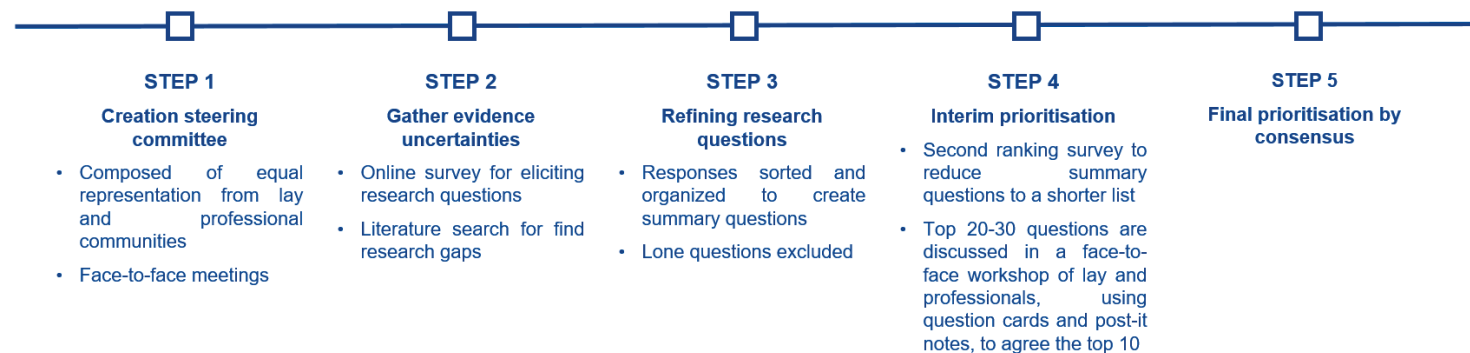 STEP 1
Creation steering
committee
• Composed of equal
representation from lay
and professional
communities
• Face-to-face meetings
STEP 2
Gather evidence
uncertainties
• Online survey for eliciting
research questions
• Literature search for find
research gaps
STEP 3
Refining research
questions
• Responses sorted and
organized to create
summary questions
• Lone questions excluded
STEP 4
Interim prioritisation
• Second ranking survey to
reduce summary
questions to a shorter list
• Top 20-30 questions are
discussed in a face-to-
face workshop of lay and
professionals, using
question cards and post-it
notes, to agree the top 10
STEP 5
Final prioritisation by
consensus